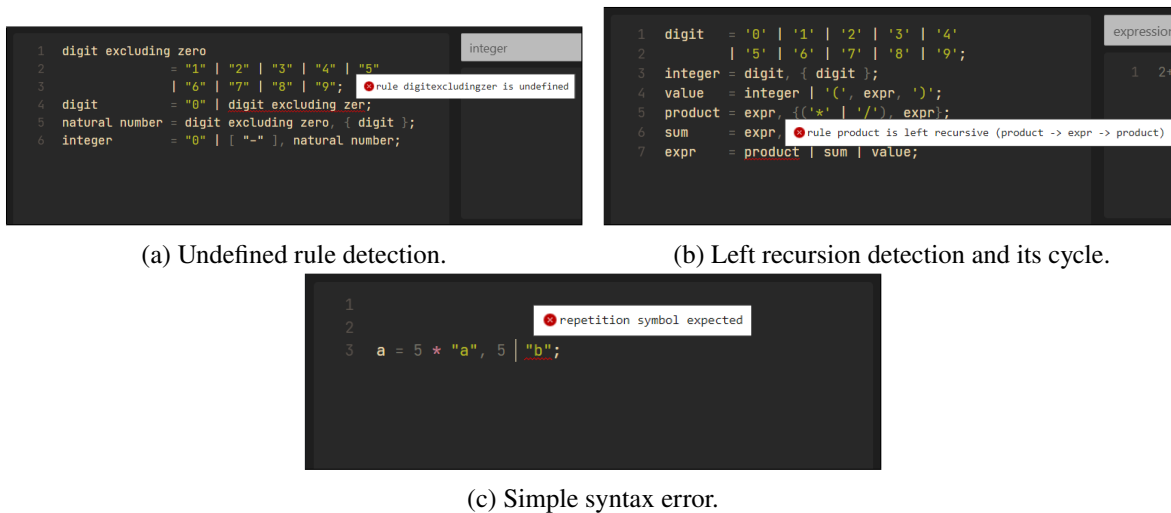 1 digit excluding zero
2 = "1" | "2" | "3" | "4" | "5"
3 | "6" | "7" | "8" | "9";
4 digit = "0" | digit excluding zer;
5 natural number = digit excluding zero, { digit };
6 integer = "0" | [ "-" ], natural number;
rule digitexcludingzer is undefined
integer
(a) Undefined rule detection.
1 digit = '0' | '1' | '2' | '3' | '4'
2 | '5' | '6' | '7' | '8' | '9';
3 integer = digit, { digit };
4 value = integer | '(', expr, ')';
5 product = expr, {('*' | '/'), expr};
6 sum = expr,
7 expr = product | sum | value;
rule product is left recursive (product -> expr -> product)
expression
1 2+
(b) Left recursion detection and its cycle.
1
2
3 a = 5 * "a", 5 "b";
repetition symbol expected
(c) Simple syntax error.